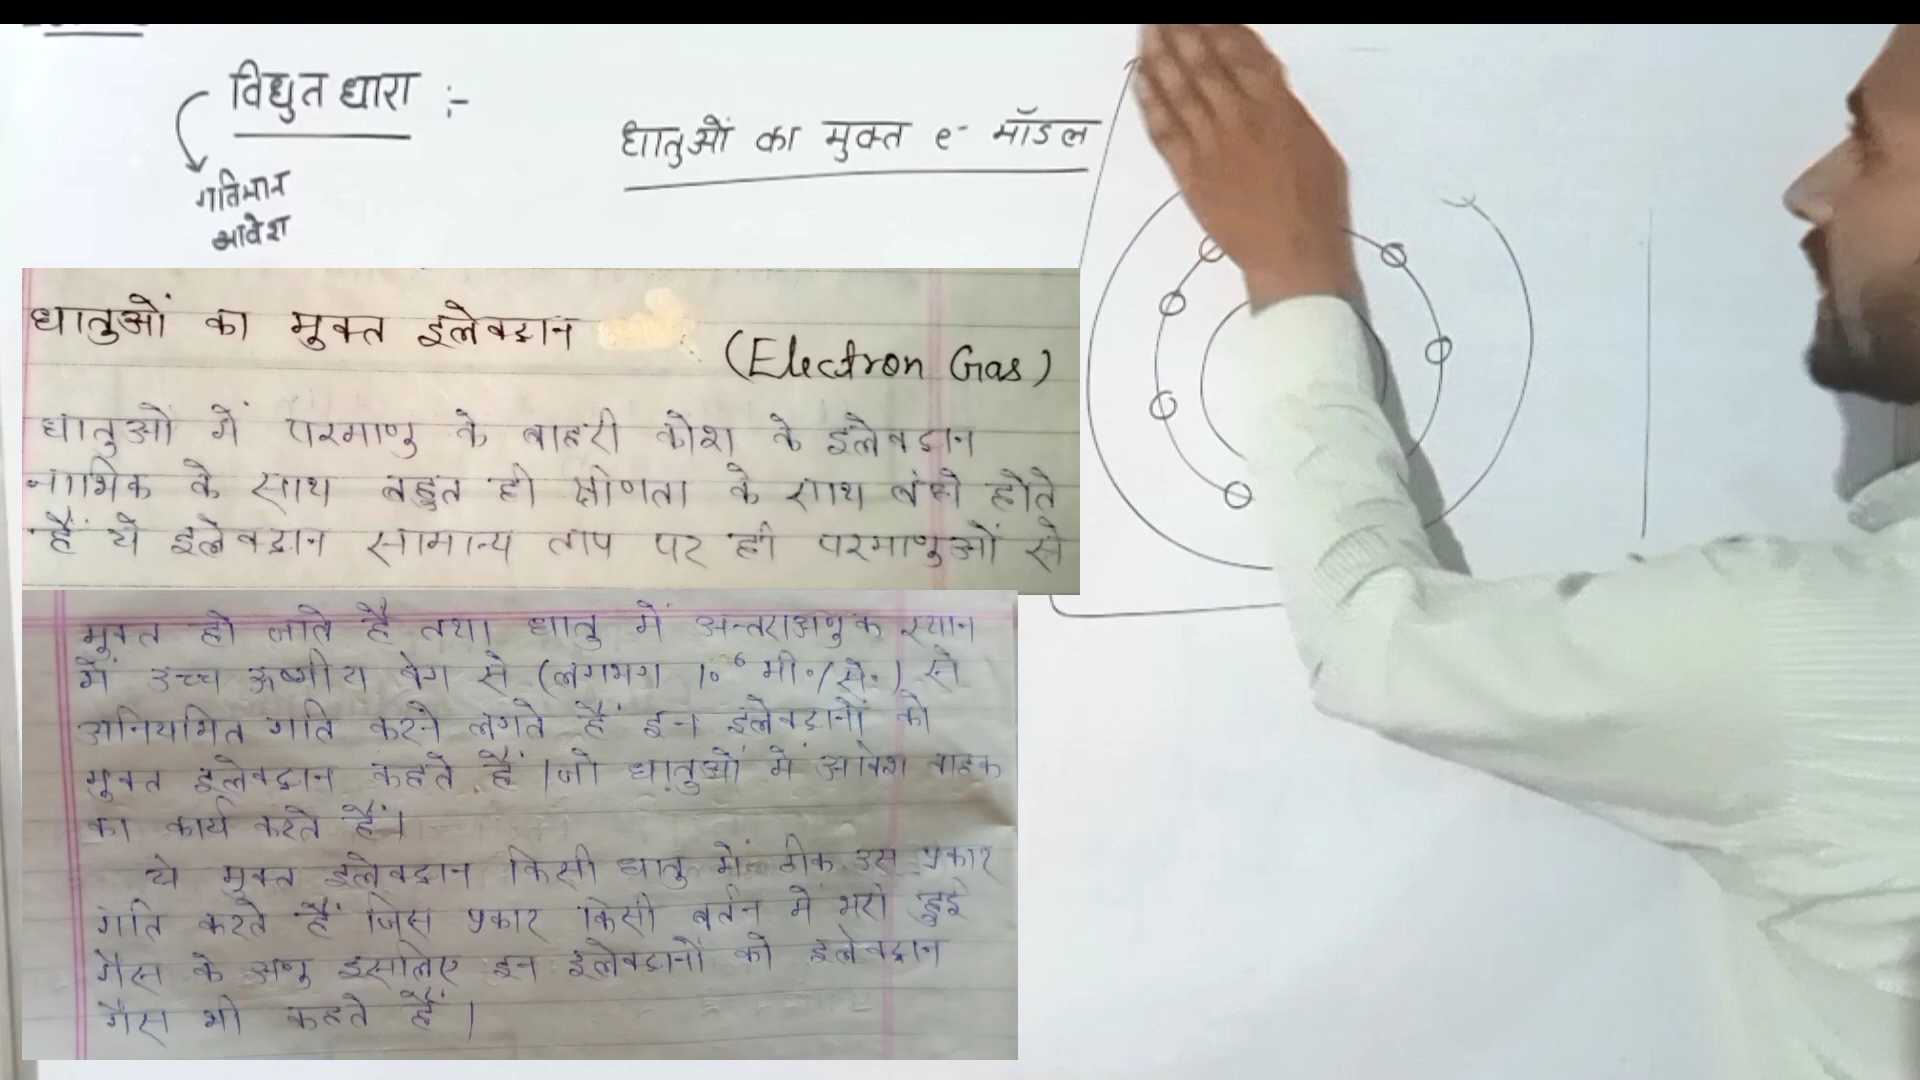 विधुत धारा :-
गतिमान
आवेश
धातुओं का मुक्त e- मॉडल
धातुओं का मुक्त इलेक्ट्रान
(Electron Gas)
धातुओं में परमाणु के बाहरी कोश के इलेक्ट्रान
नाभिक के साथ बहुत ही क्षीणता के साथ बंधे होते
हैं ये इलेक्ट्रान सामान्य ताप पर ही परमाणुओं से
मुक्त हो जाते है तथा धातु में अन्तराअणुक स्थान
में उच्च ऊष्मीय वेग से (लगभग 10⁶ मी०/से०) से
अनियमित गति करने लगते हैं इन इलेक्ट्रानों को
मुक्त इलेक्ट्रान कहते हैं।जो धातुओं में आवेश वाहक
का कार्य करते हैं।
ये मुक्त इलेक्ट्रान किसी धातु में ठीक उस प्रकार
गति करते हैं जिस प्रकार किसी बर्तन में भरी हुई
गैस के अणु इसलिए इन इलेक्ट्रानों को इलेक्ट्रान
गैस भी कहते हैं।